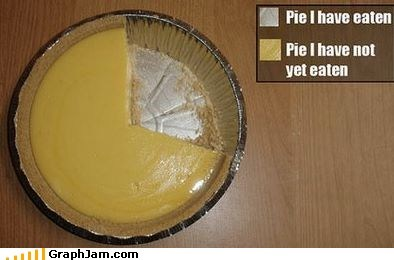 Pie I have eaten
Pie I have not
yet eaten
GraphJam.com